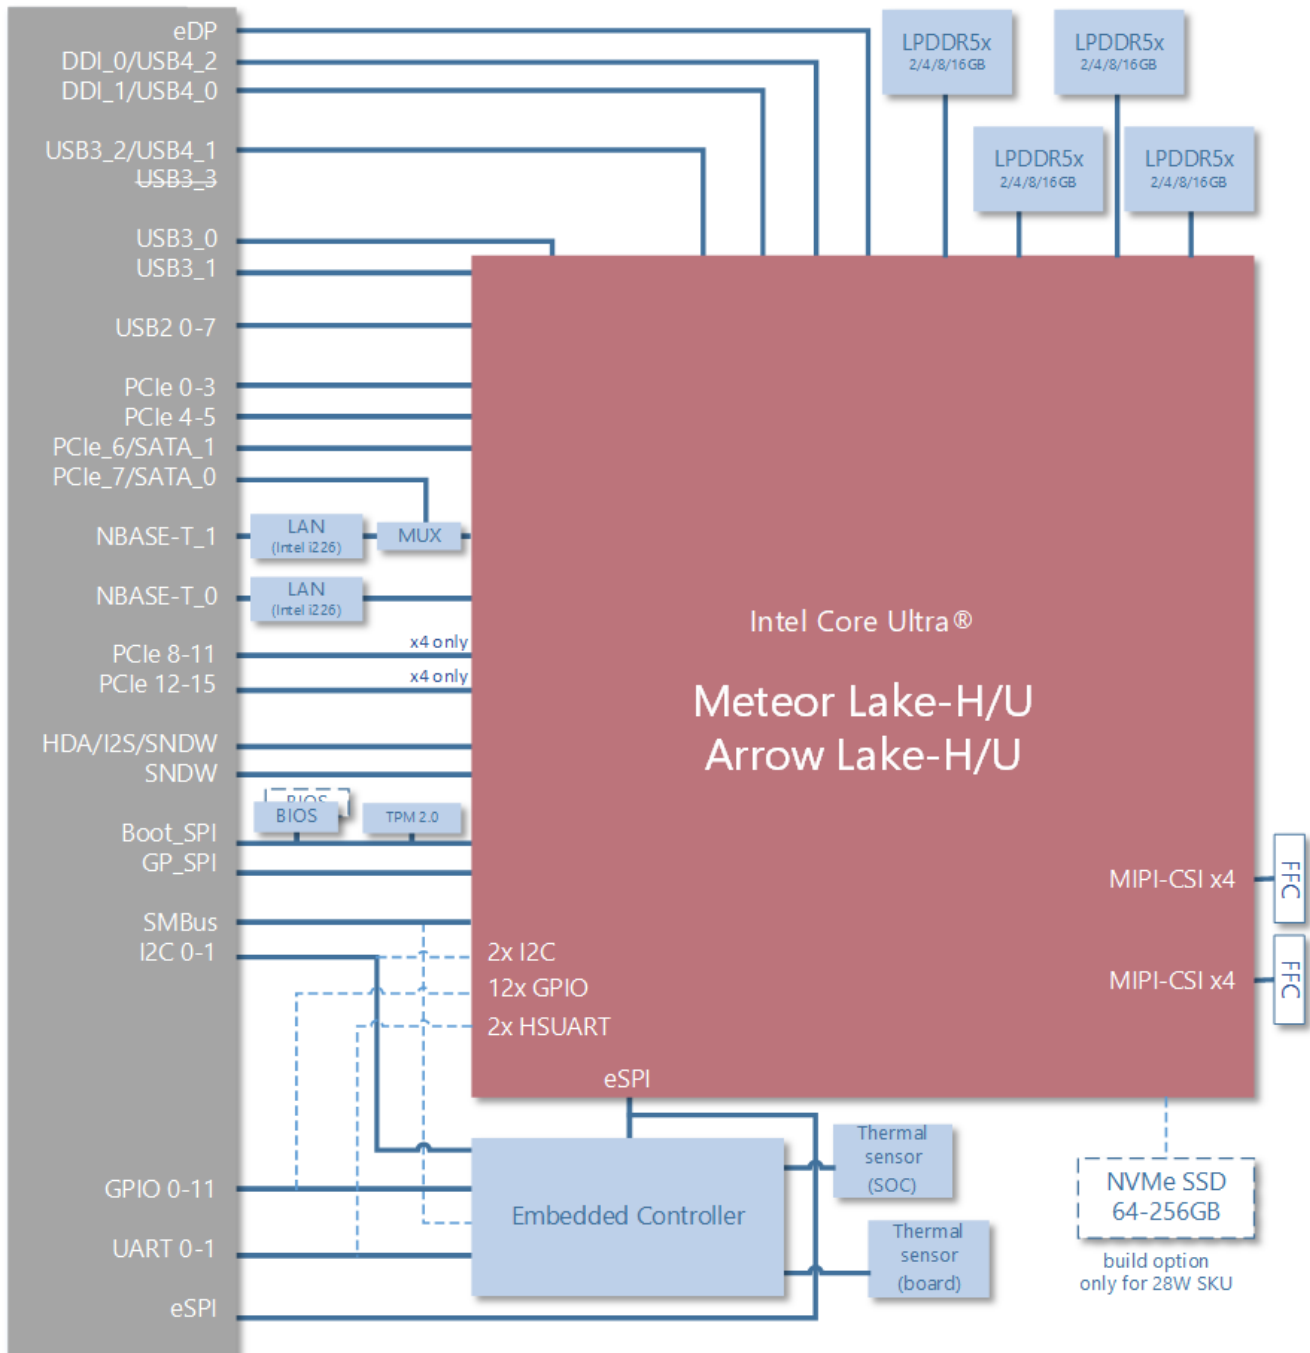 eDP
DDI_0/USB4_2
DDI_1/USB4_0
USB3_2/USB4_1
USB3_3
USB3_0
USB3_1
USB2 0-7
PCIe 0-3
PCIe 4-5
PCIe_6/SATA_1
PCIe_7/SATA_0
NBASE-T_1
NBASE-T_0
PCIe 8-11
PCIe 12-15
HDA/I2S/SNDW
SNDW
Boot_SPI
GP_SPI
SMBus
I2C 0-1
GPIO 0-11
UART 0-1
eSPI
LAN
(Intel i226)
MUX
LAN
(Intel i226)
x4 only
x4 only
BIOS
BIOS
TPM 2.0
LPDDR5x
2/4/8/16GB
LPDDR5x
2/4/8/16GB
LPDDR5x
2/4/8/16GB
LPDDR5x
2/4/8/16GB
Intel Core Ultra®
Meteor Lake-H/U
Arrow Lake-H/U
MIPI-CSI x4
FFC
MIPI-CSI x4
FFC
2x I2C
12x GPIO
2x HSUART
eSPI
Embedded Controller
Thermal
sensor
(SOC)
Thermal
sensor
(board)
NVMe SSD
64-256GB
build option
only for 28W SKU